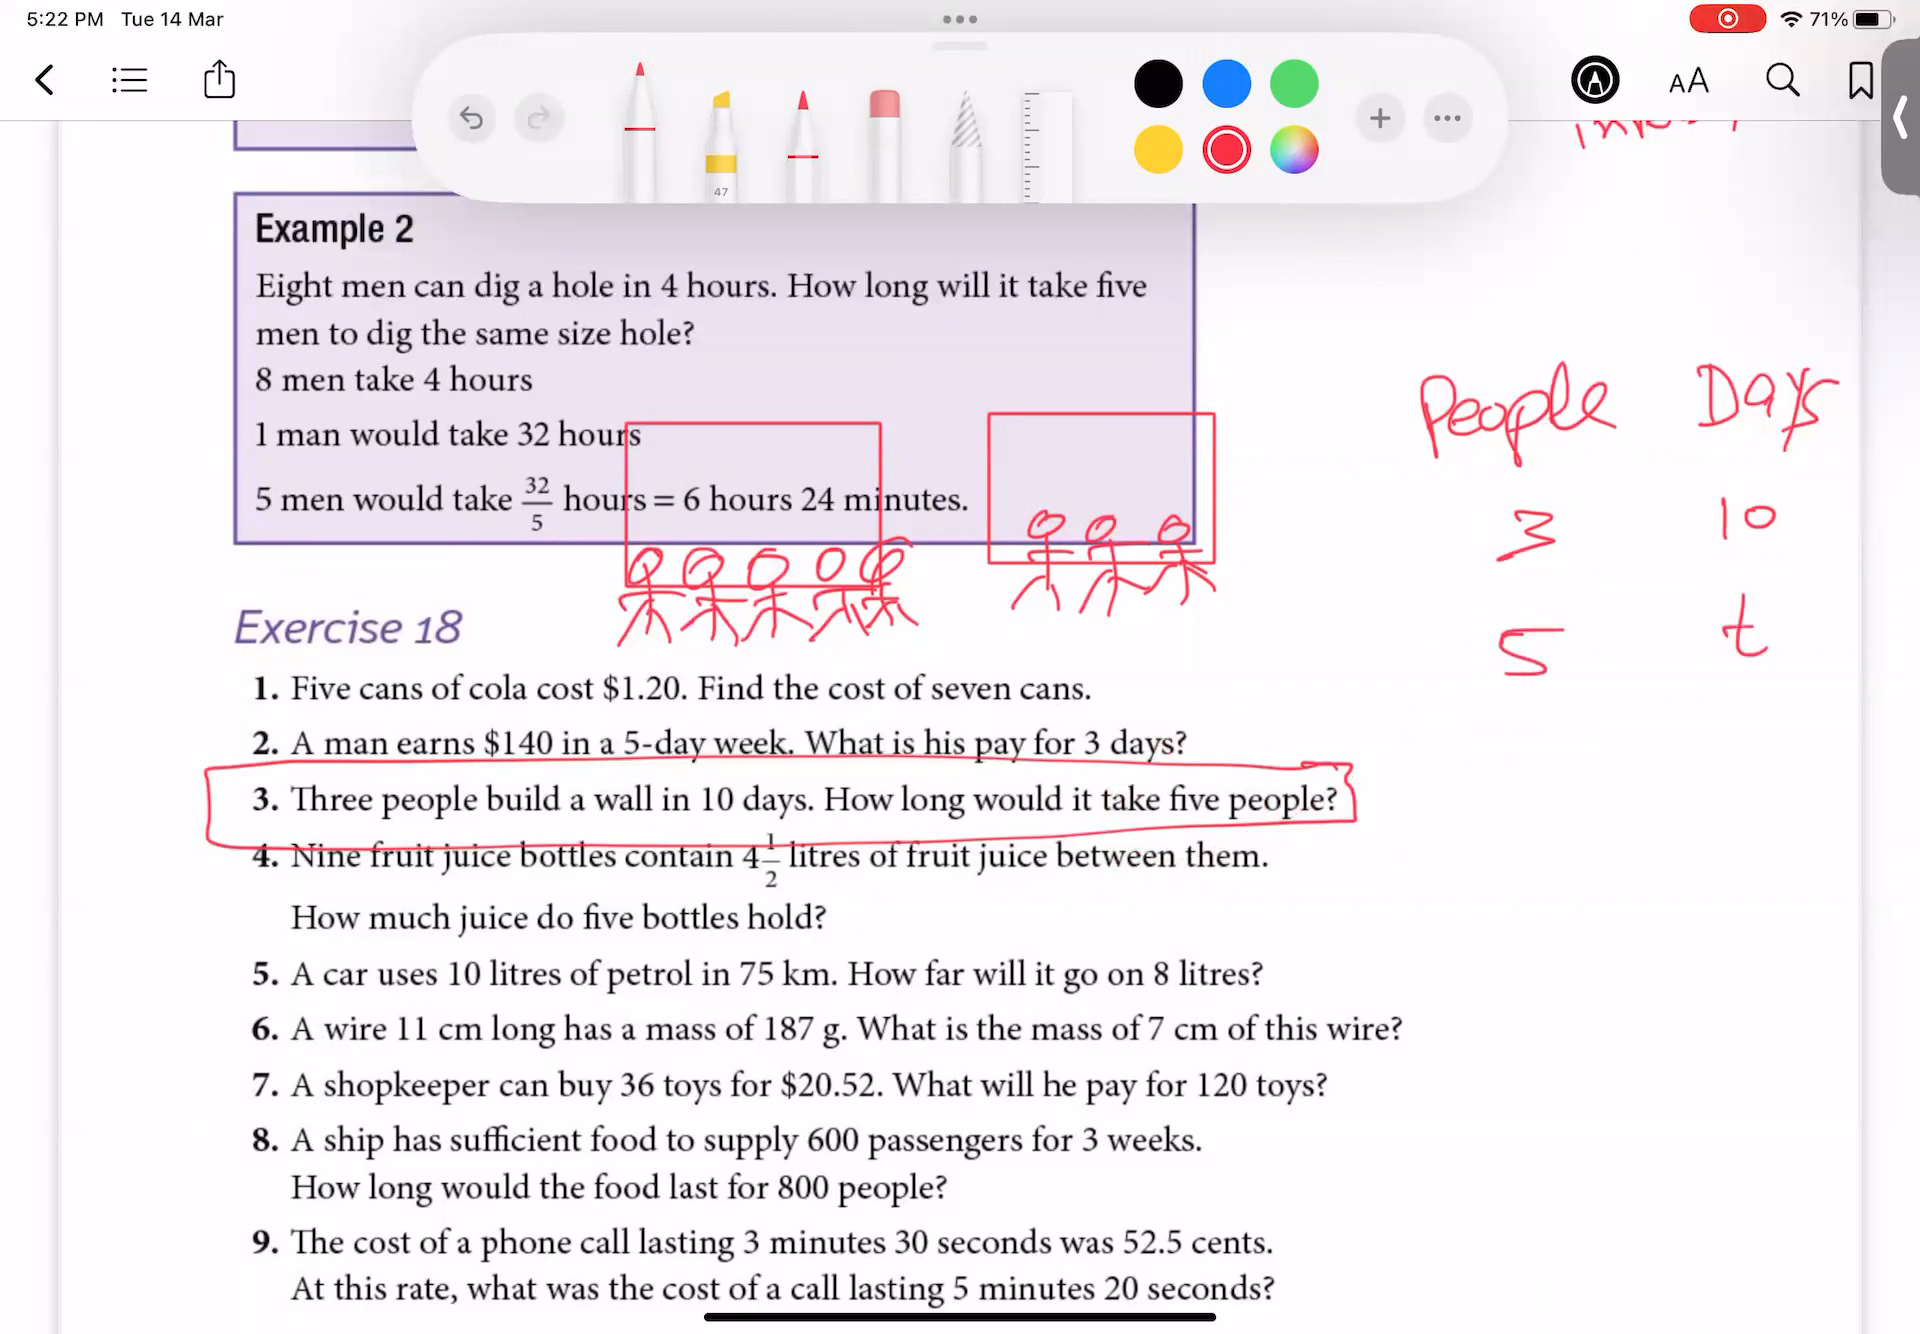 5:22 PM Tue 14 Mar
71%
AA
47
Example 2
Eight men can dig a hole in 4 hours. How long will it take five
men to dig the same size hole?
8 men take 4 hours
1 man would take 32 hours
5 men would take 32/5 hours = 6 hours 24 minutes.
People Days
3 10
5 t
Exercise 18
1. Five cans of cola cost $1.20. Find the cost of seven cans.
2. A man earns $140 in a 5-day week. What is his pay for 3 days?
3. Three people build a wall in 10 days. How long would it take five people?
4. Nine fruit juice bottles contain 4 1/2 litres of fruit juice between them.
How much juice do five bottles hold?
5. A car uses 10 litres of petrol in 75 km. How far will it go on 8 litres?
6. A wire 11 cm long has a mass of 187 g. What is the mass of 7 cm of this wire?
7. A shopkeeper can buy 36 toys for $20.52. What will he pay for 120 toys?
8. A ship has sufficient food to supply 600 passengers for 3 weeks.
How long would the food last for 800 people?
9. The cost of a phone call lasting 3 minutes 30 seconds was 52.5 cents.
At this rate, what was the cost of a call lasting 5 minutes 20 seconds?